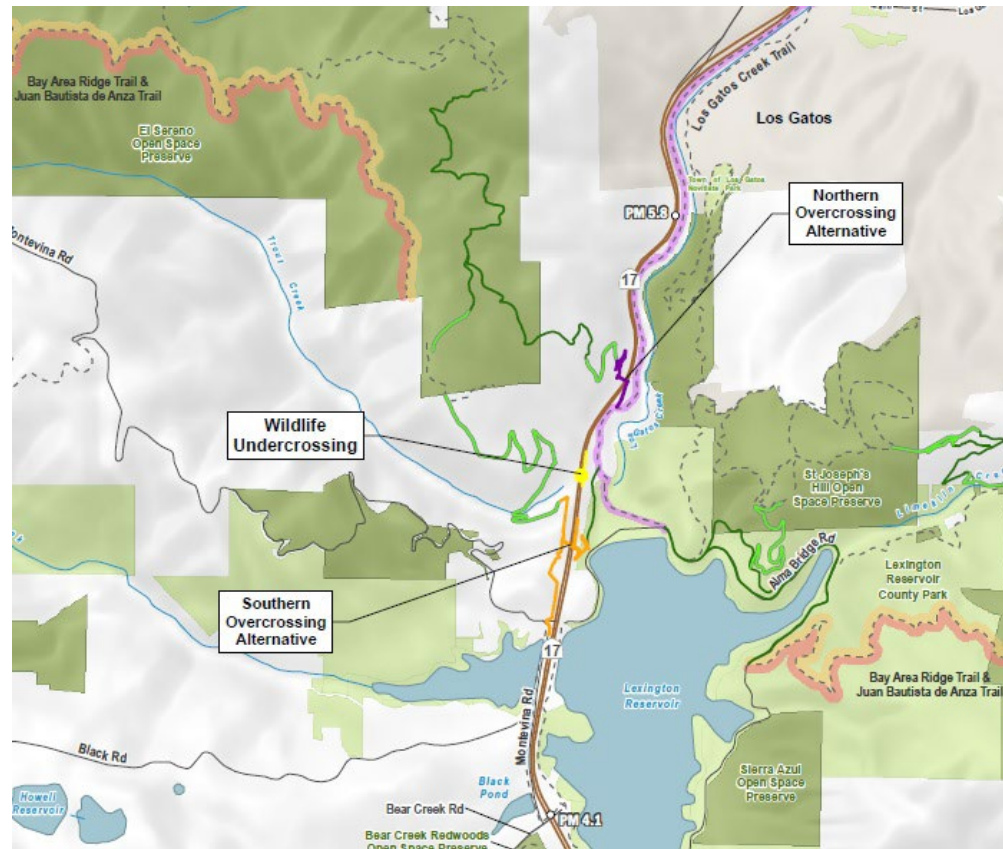 Los Gatos Creek Trail
Bay Area Ridge Trail &
Juan Bautista de Anza Trail
El Sereno
Open Space
Preserve
Los Gatos
Town of Los Gatos
Novitiate Park
Northern
Overcrossing
Alternative
PM 5.8
Montevina Rd
Trout Creek
17
Wildlife
Undercrossing
Los Gatos Creek
St Joseph's
Hill Open
Space Preserve
Alma Bridge Rd
Lexington
Reservoir
County Park
Southern
Overcrossing
Alternative
17
Bay Area Ridge Trail &
Juan Bautista de Anza Trail
Lexington
Reservoir
Montevina Rd
Black Rd
Sierra Azul
Open Space
Preserve
Black
Pond
Howell
Reservoir
Bear Creek Rd
PM 4.1
Bear Creek Redwoods
Open Space Preserve